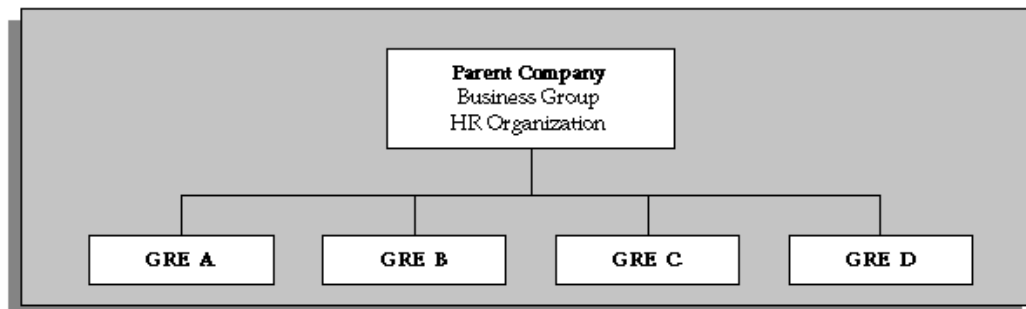 Parent Company
Business Group
HR Organization
GRE A
GRE B
GRE C
GRE D